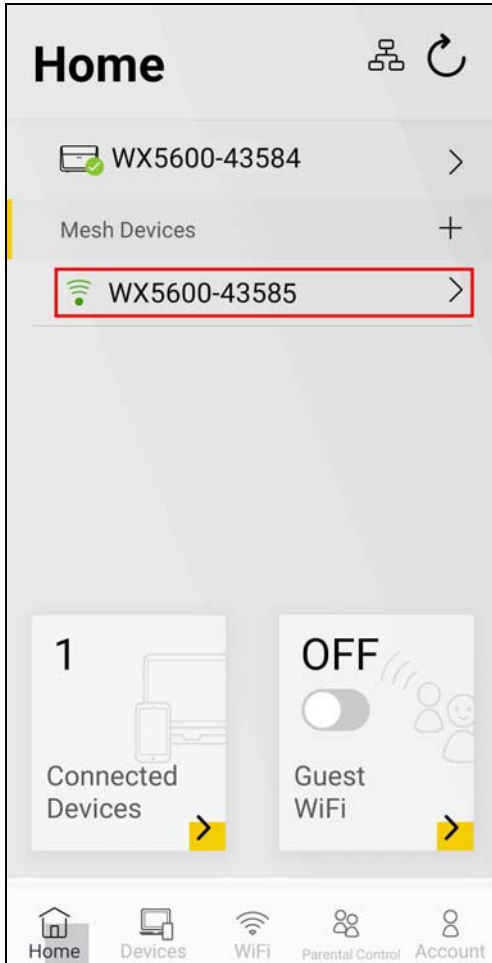 Home
WX5600-43584
Mesh Devices
WX5600-43585
1
Connected
Devices
OFF
Guest
WiFi
Home
Devices
WiFi
Parental Control
Account